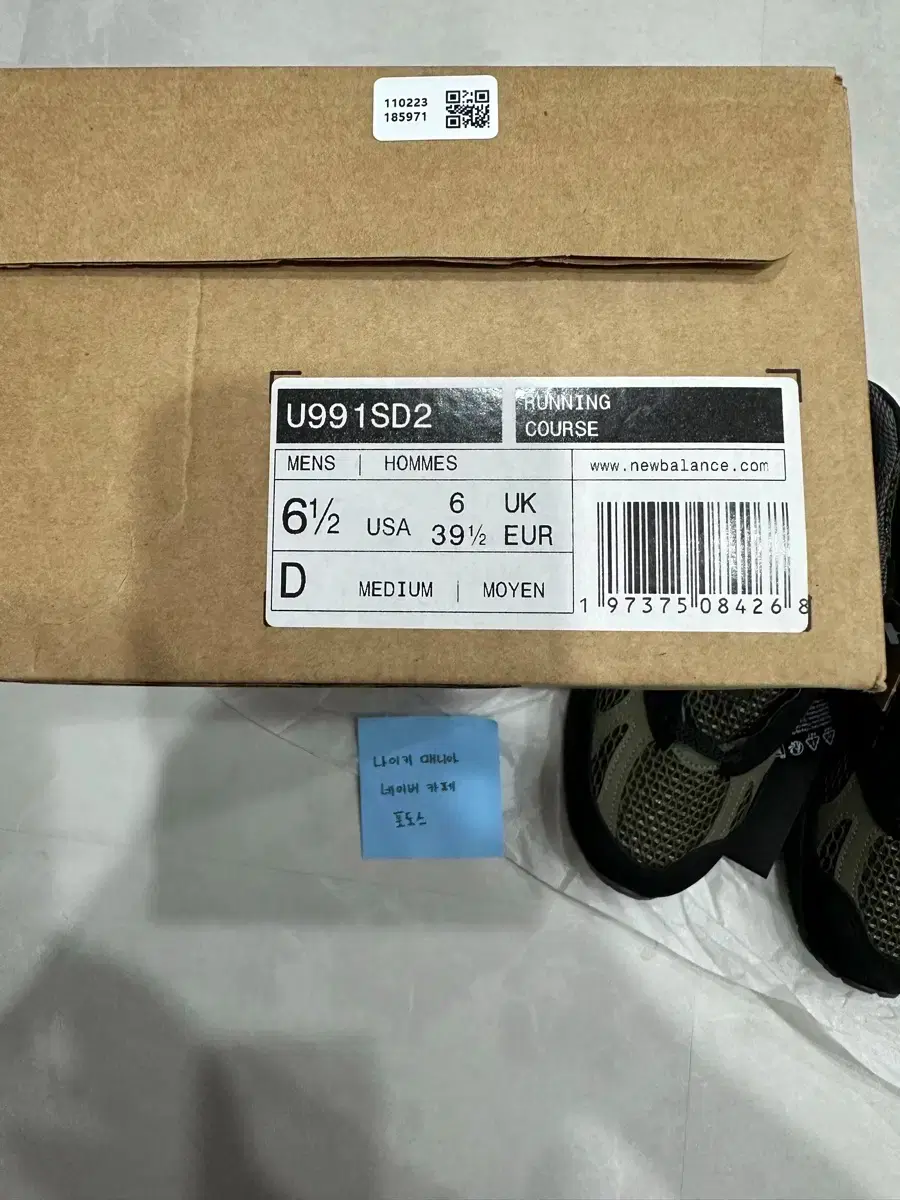 110223
185971
U991SD2
RUNNING
COURSE
MENS | HOMMES
www.newbalance.com
6½ USA 6 UK
39½ EUR
D MEDIUM | MOYEN
1 97375 08426 8
나이키 매니아
네이버 카페
포도스